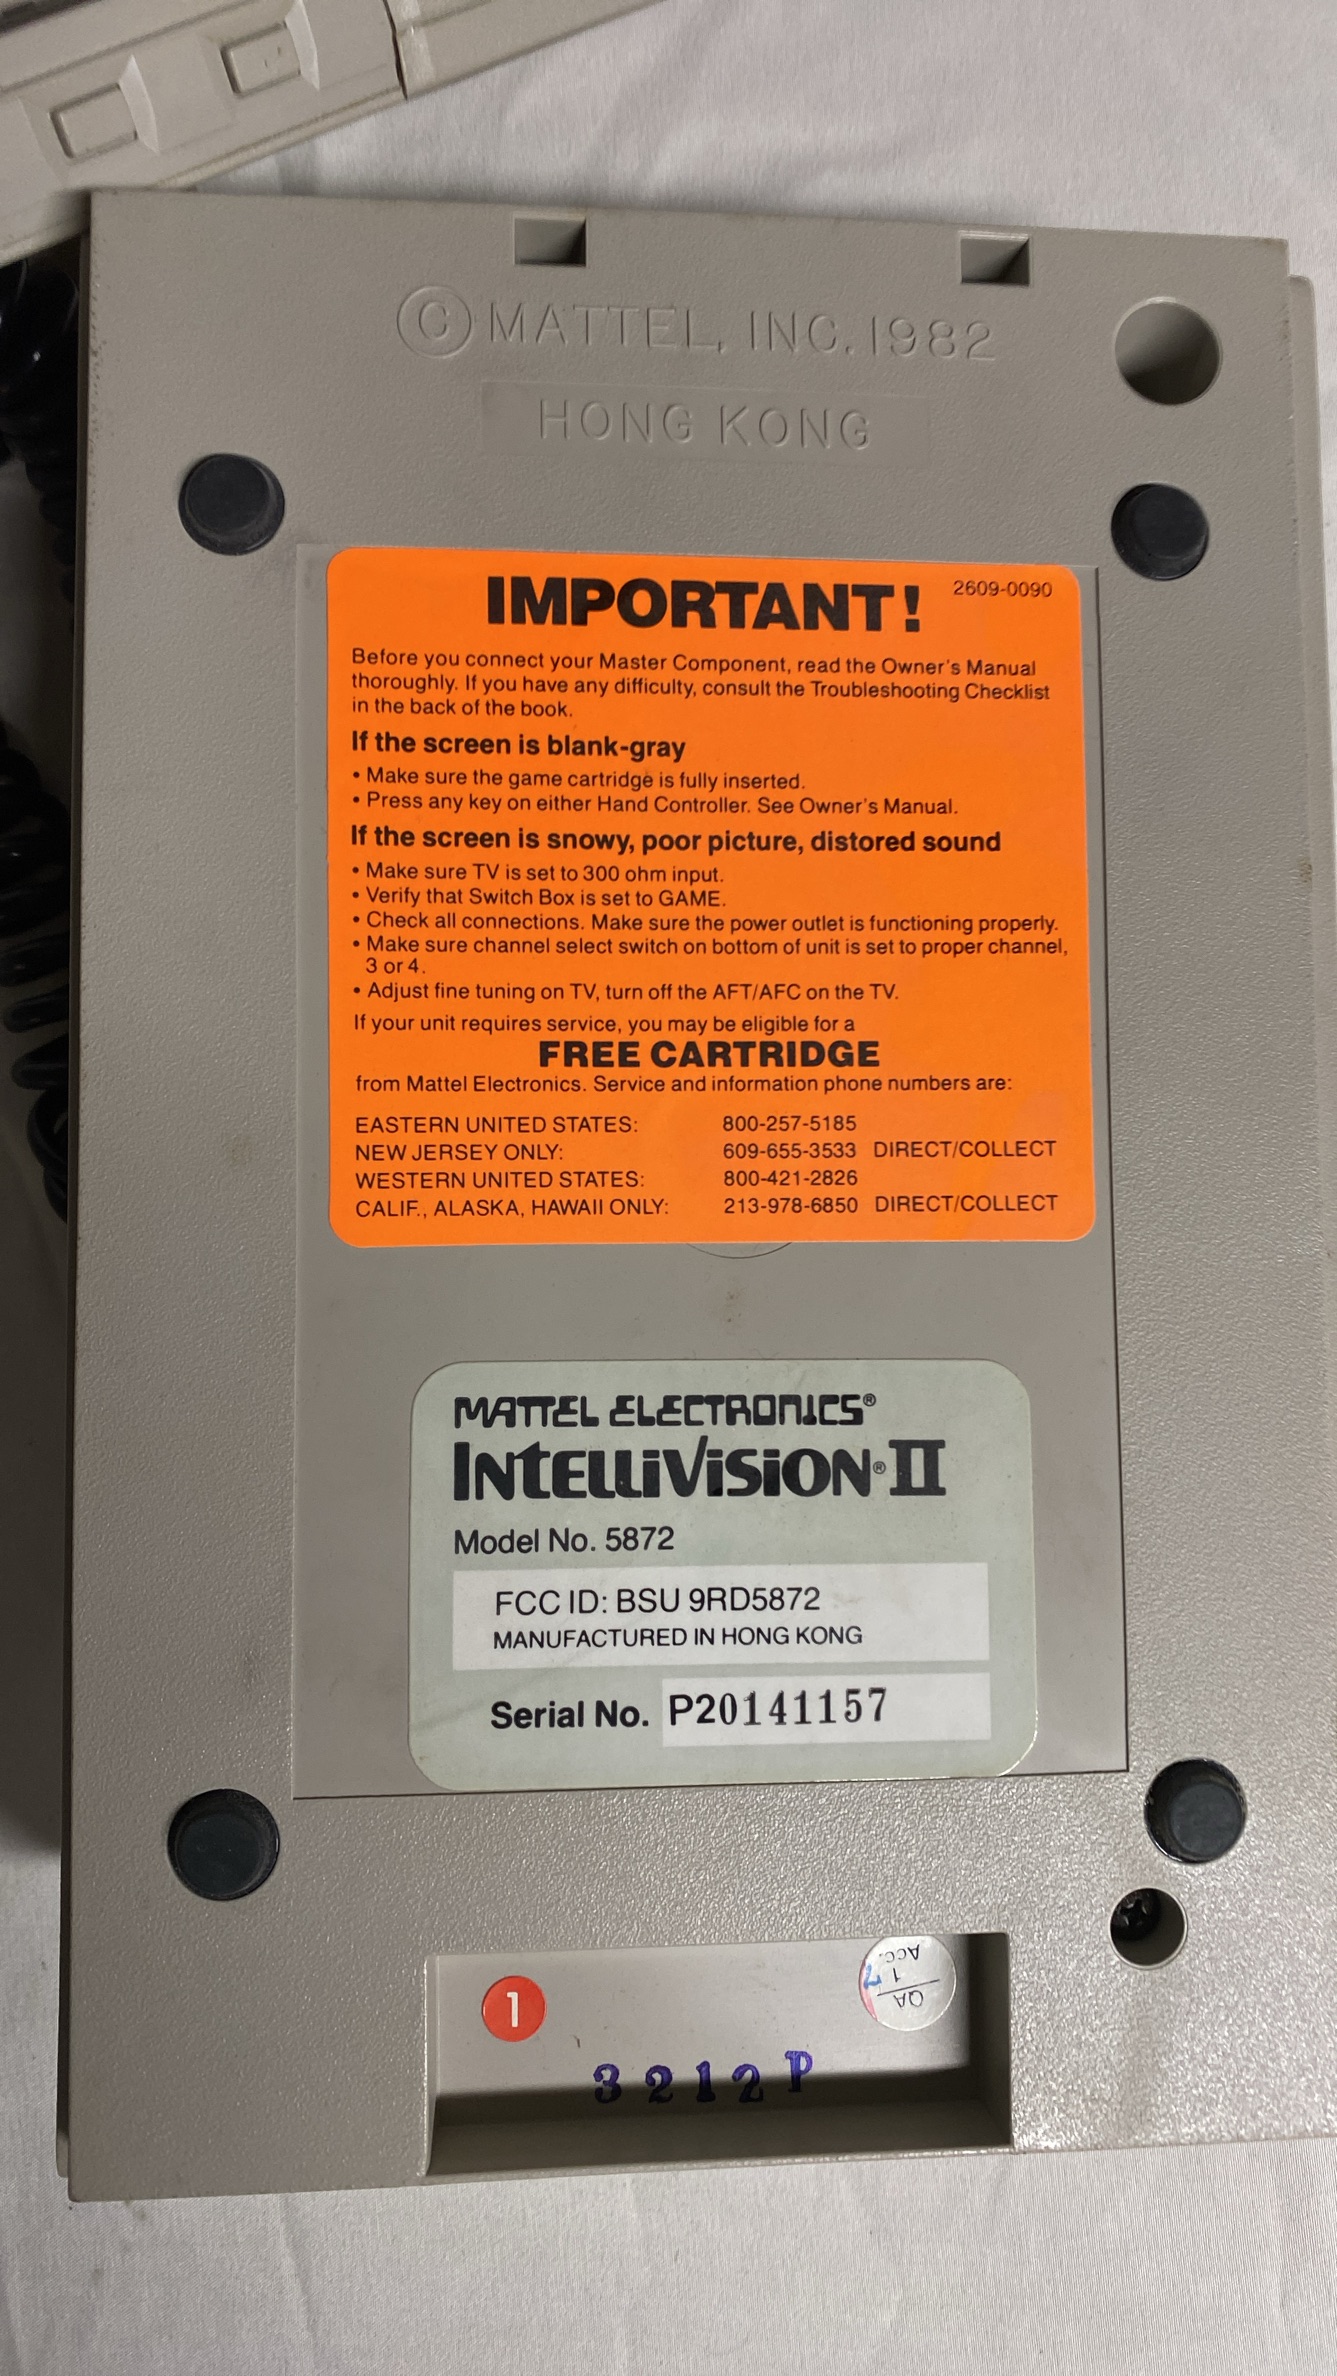 © MATTEL, INC. 1982
HONG KONG
IMPORTANT! 2609-0090
Before you connect your Master Component, read the Owner's Manual
thoroughly. If you have any difficulty, consult the Troubleshooting Checklist
in the back of the book.
If the screen is blank-gray
• Make sure the game cartridge is fully inserted.
• Press any key on either Hand Controller. See Owner's Manual.
If the screen is snowy, poor picture, distored sound
• Make sure TV is set to 300 ohm input.
• Verify that Switch Box is set to GAME.
• Check all connections. Make sure the power outlet is functioning properly.
• Make sure channel select switch on bottom of unit is set to proper channel,
3 or 4.
• Adjust fine tuning on TV, turn off the AFT/AFC on the TV.
If your unit requires service, you may be eligible for a
FREE CARTRIDGE
from Mattel Electronics. Service and information phone numbers are:
EASTERN UNITED STATES: 800-257-5185
NEW JERSEY ONLY: 609-655-3533 DIRECT/COLLECT
WESTERN UNITED STATES: 800-421-2826
CALIF., ALASKA, HAWAII ONLY: 213-978-6850 DIRECT/COLLECT
MATTEL ELECTRONICS®
INTELLIVISION® II
Model No. 5872
FCC ID: BSU 9RD5872
MANUFACTURED IN HONG KONG
Serial No. P20141157
1
QA
1 7
ACC.
3212P